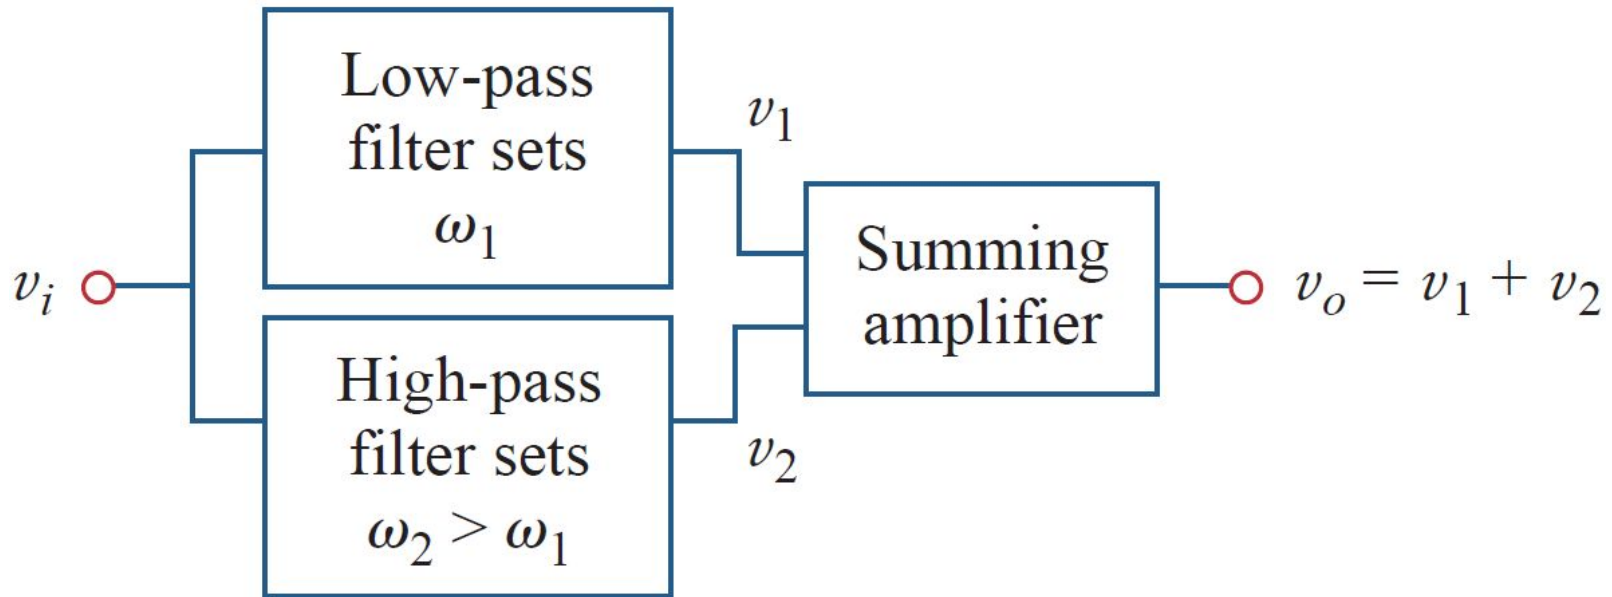 Low-pass
filter sets
ω₁
v₁
Summing
amplifier
vᵢ
vₒ = v₁ + v₂
High-pass
filter sets
ω₂ > ω₁
v₂